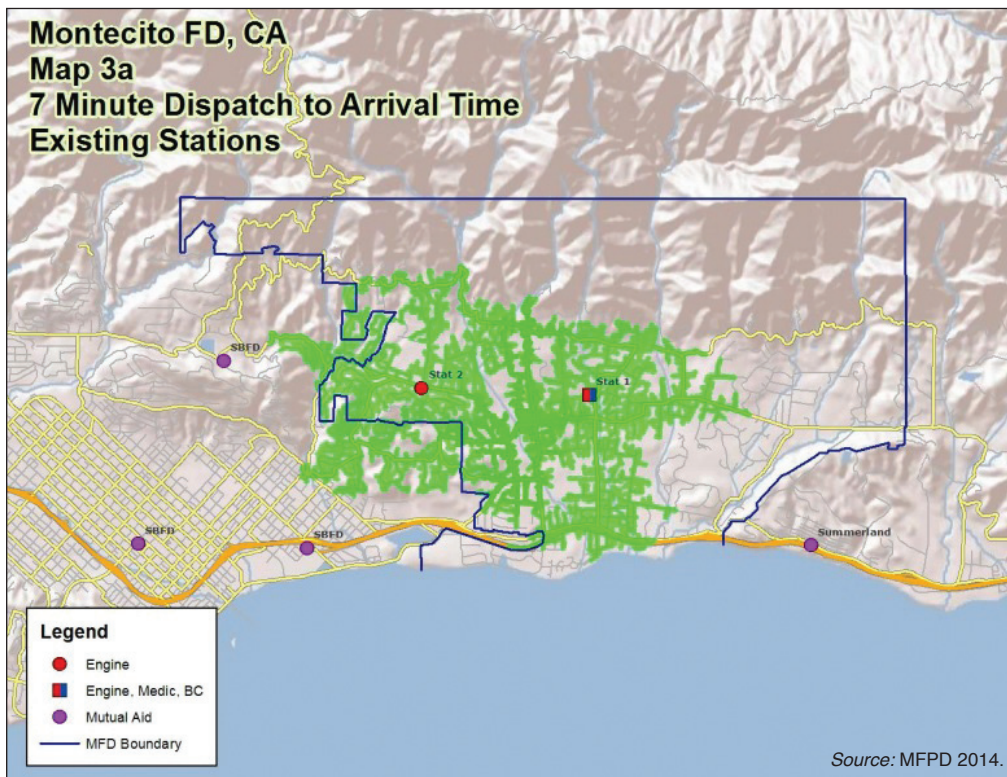 Montecito FD, CA
Map 3a
7 Minute Dispatch to Arrival Time
Existing Stations
SBFD
Stat 2
Stat 1
SBFD
SBFD
Summerland
Legend
Engine
Engine, Medic, BC
Mutual Aid
MFD Boundary
Source: MFPD 2014.